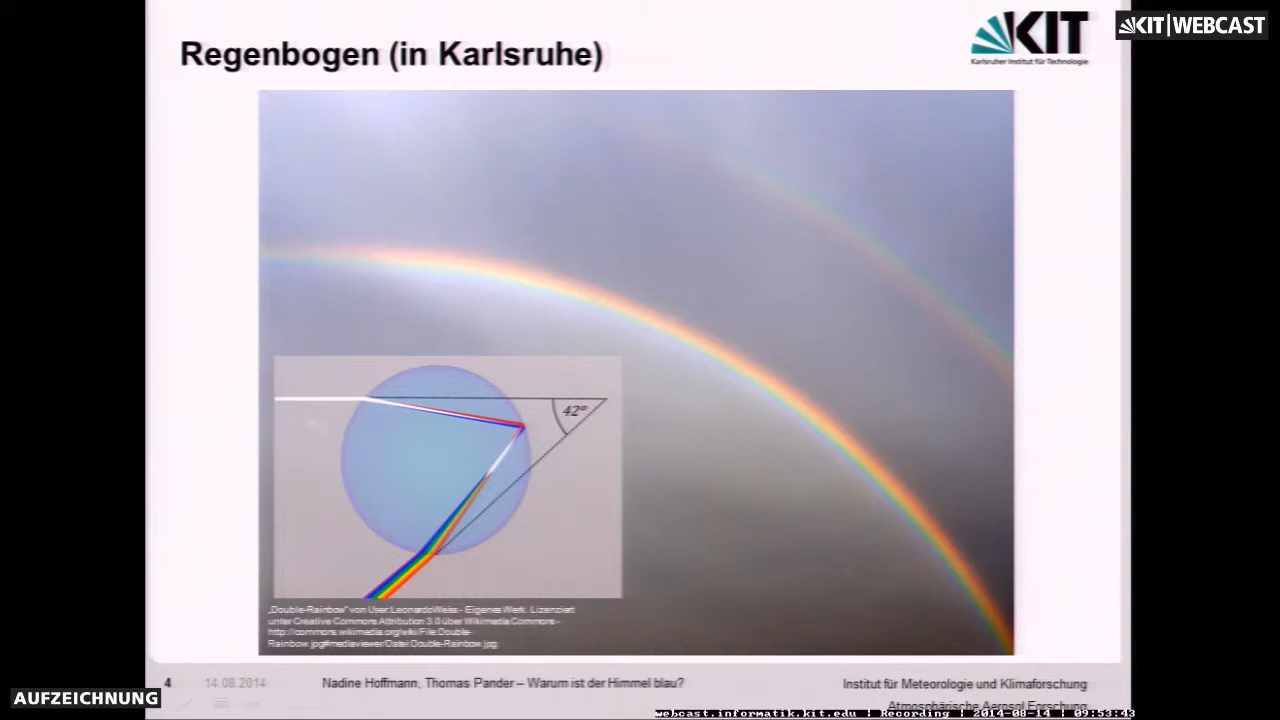 Regenbogen (in Karlsruhe)
KIT
Karlsruher Institut für Technologie
KIT|WEBCAST
42°
„Double-Rainbow“ von User:LeonardoWeiss - Eigenes Werk. Lizenziert
unter Creative Commons Attribution 3.0 über Wikimedia Commons -
http://commons.wikimedia.org/wiki/File:Double-
Rainbow.jpg#mediaviewer/Datei:Double-Rainbow.jpg
4
14.08.2014
Nadine Hoffmann, Thomas Pander – Warum ist der Himmel blau?
Institut für Meteorologie und Klimaforschung
Atmosphärische Aerosol Forschung
AUFZEICHNUNG
webcast.informatik.kit.edu | Recording | 2014-08-14 | 09:53:43